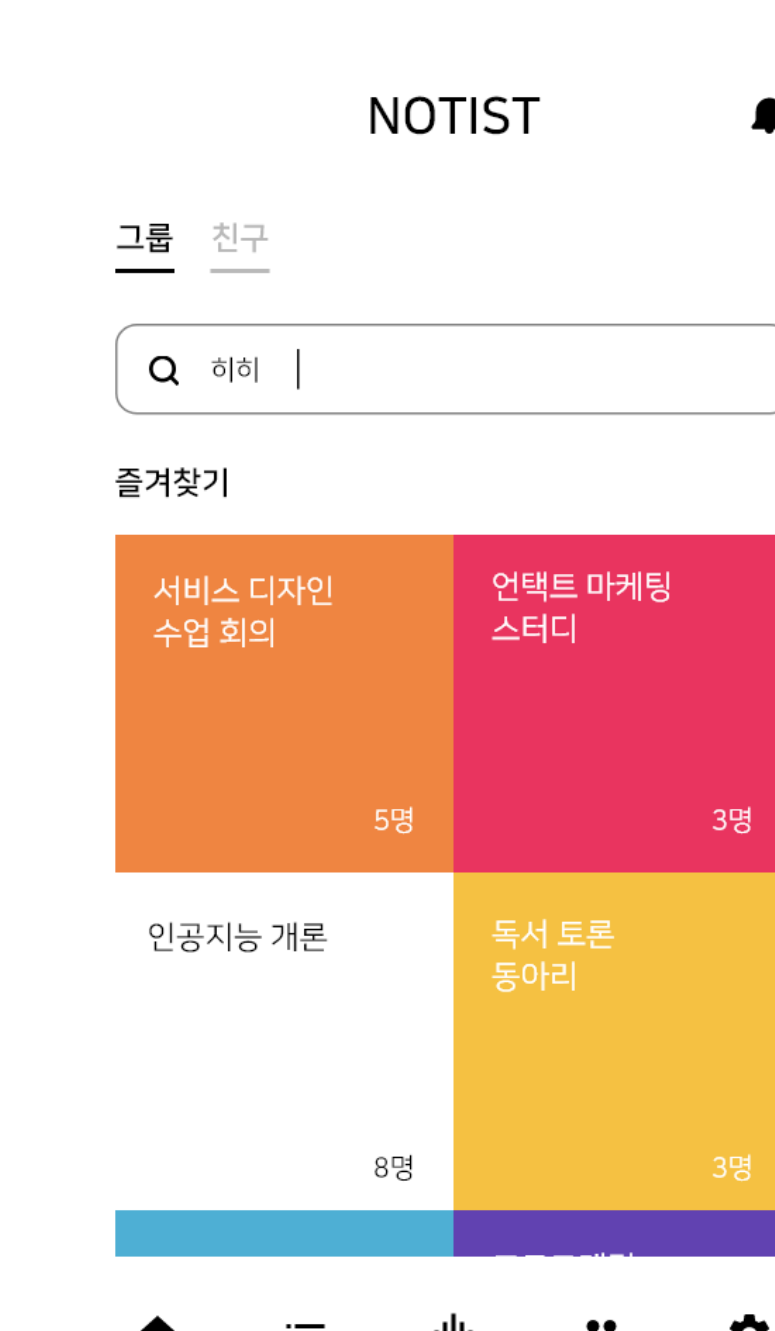 NOTIST
그룹 친구
히히
즐겨찾기
서비스 디자인
수업 회의
5명
언택트 마케팅
스터디
3명
인공지능 개론
8명
독서 토론
동아리
3명